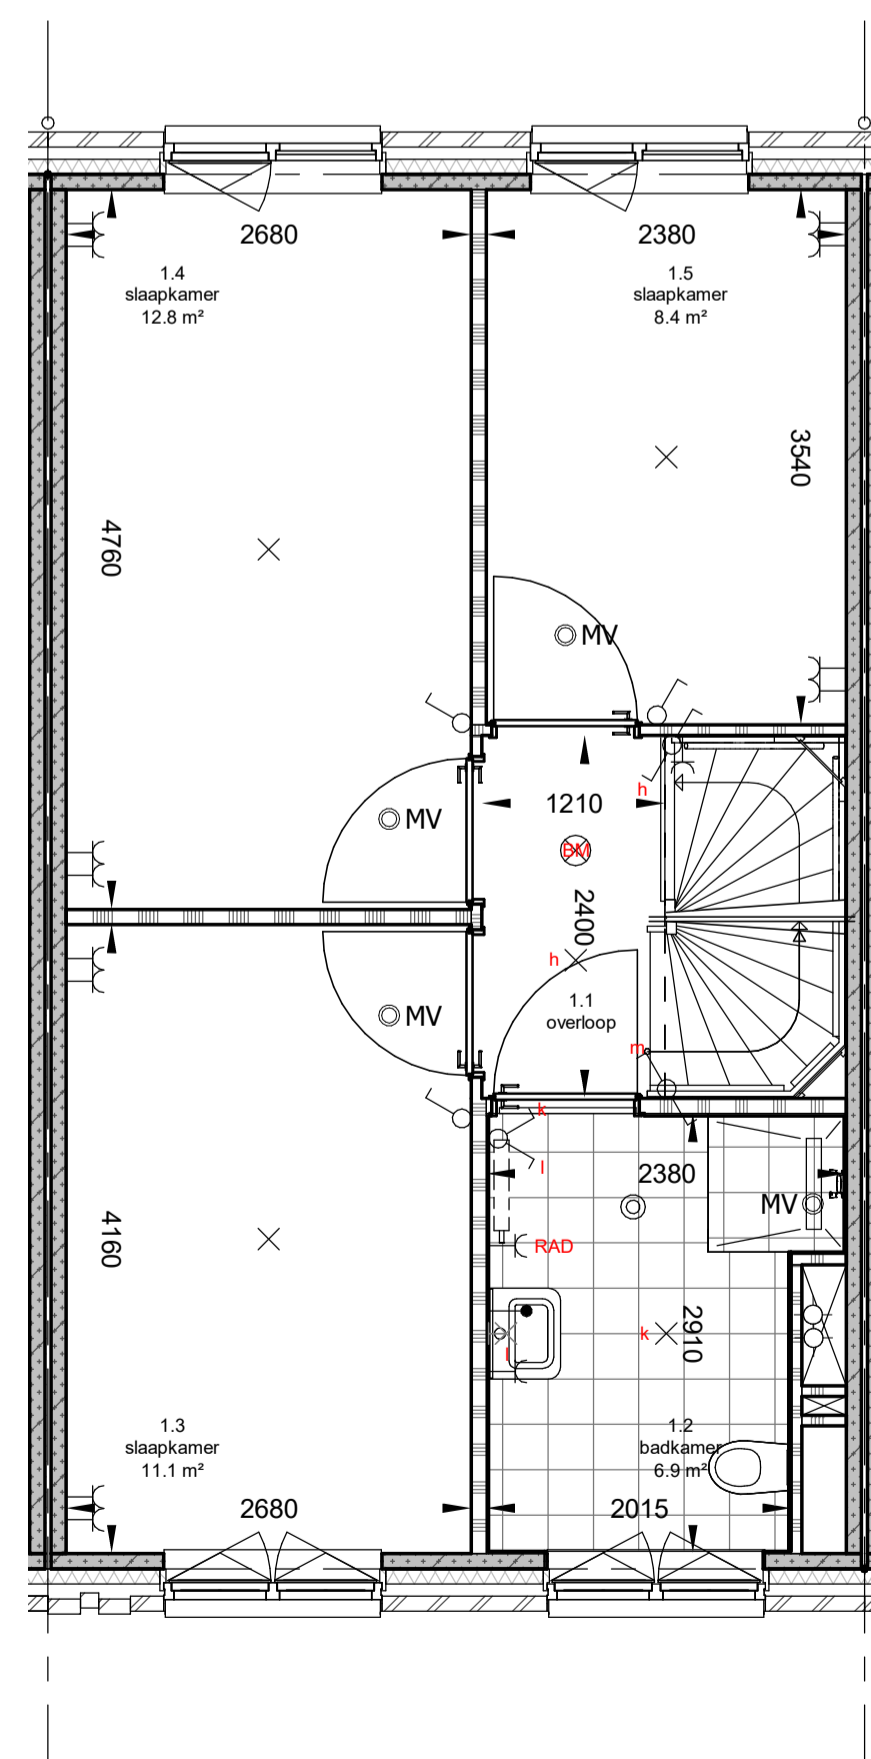 2680
2380
1.4
slaapkamer
12.8 m²
1.5
slaapkamer
8.4 m²
3540
4760
MV
h
1210
MV
BM
2400
h
1.1
overloop
MV
m
k
l
2380
MV
RAD
4160
k
2910
l
1.3
slaapkamer
11.1 m²
1.2
badkamer
6.9 m²
2680
2015